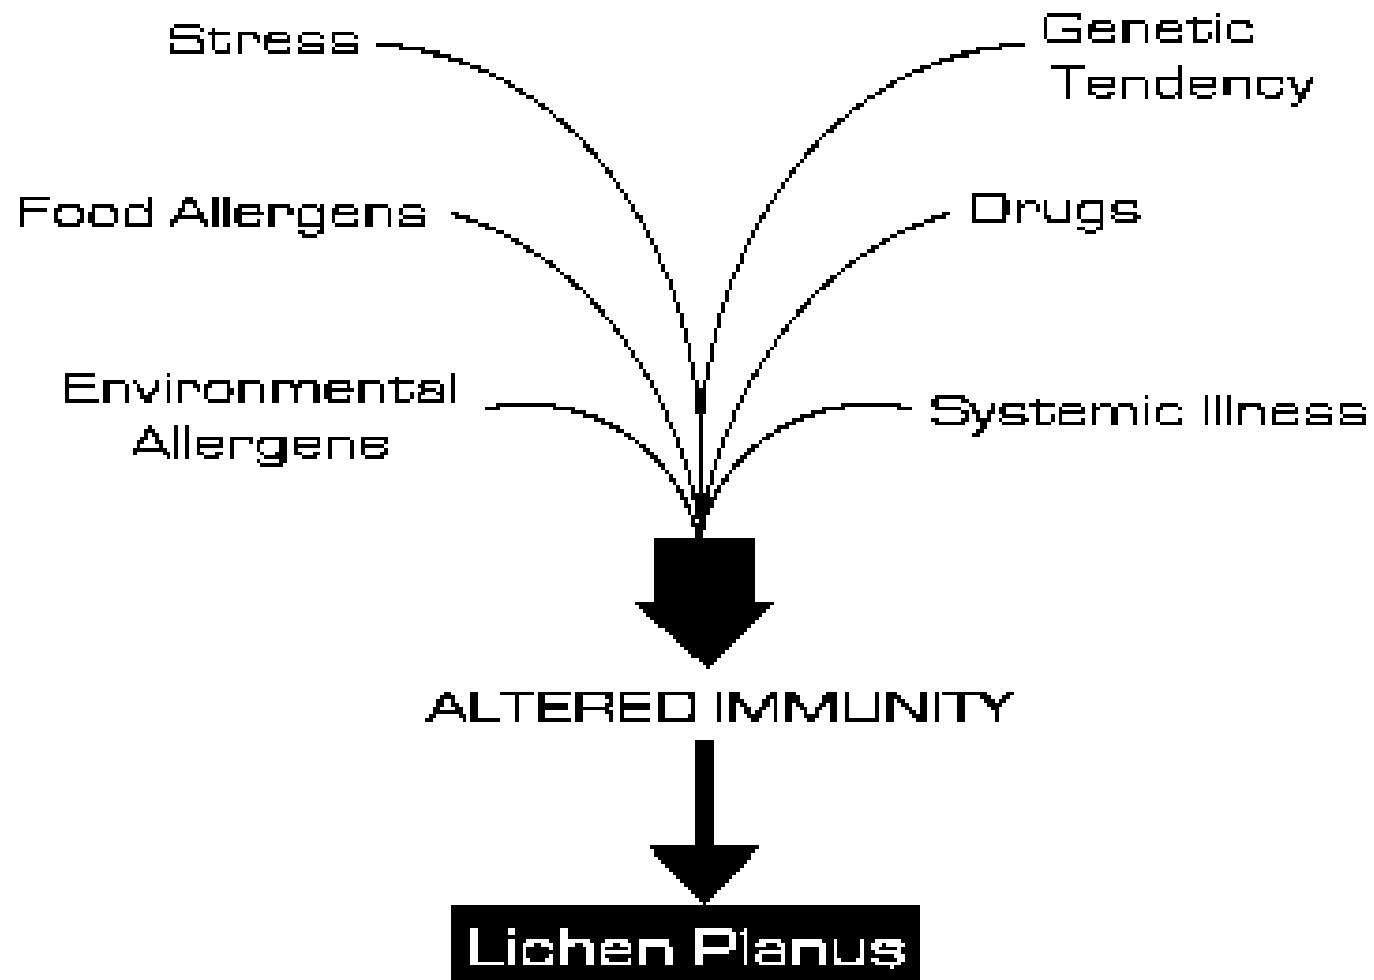 Stress
Genetic
Tendency
Food Allergens
Drugs
Environmental
Allergens
Systemic Illness
ALTERED IMMUNITY
Lichen Planus